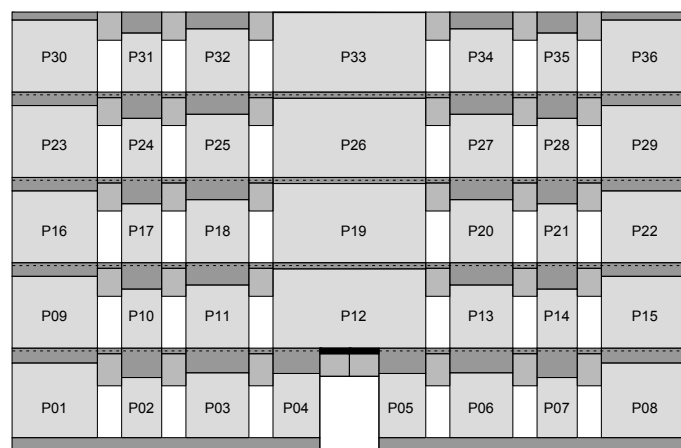 P30 P31 P32 P33 P34 P35 P36
P23 P24 P25 P26 P27 P28 P29
P16 P17 P18 P19 P20 P21 P22
P09 P10 P11 P12 P13 P14 P15
P01 P02 P03 P04 P05 P06 P07 P08